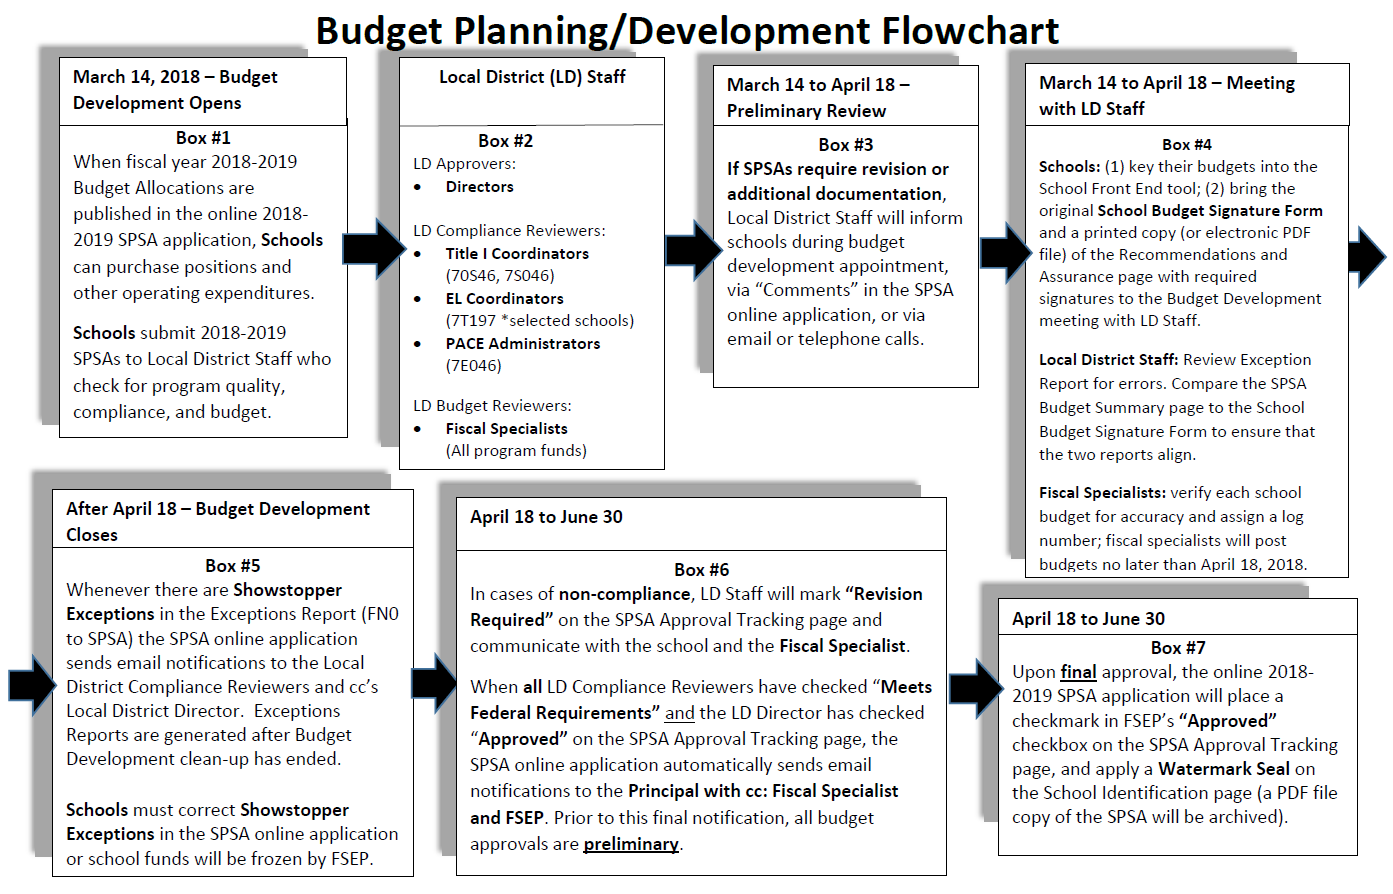 Budget Planning/Development Flowchart
March 14, 2018 – Budget
Development Opens
Box #1
When fiscal year 2018-2019
Budget Allocations are
published in the online 2018-
2019 SPSA application, Schools
can purchase positions and
other operating expenditures.
Schools submit 2018-2019
SPSAs to Local District Staff who
check for program quality,
compliance, and budget.
Local District (LD) Staff
Box #2
LD Approvers:
• Directors
LD Compliance Reviewers:
• Title I Coordinators
(70S46, 7S046)
• EL Coordinators
(7T197 *selected schools)
• PACE Administrators
(7E046)
LD Budget Reviewers:
• Fiscal Specialists
(All program funds)
March 14 to April 18 –
Preliminary Review
Box #3
If SPSAs require revision or
additional documentation,
Local District Staff will inform
schools during budget
development appointment,
via “Comments” in the SPSA
online application, or via
email or telephone calls.
March 14 to April 18 – Meeting
with LD Staff
Box #4
Schools: (1) key their budgets into the
School Front End tool; (2) bring the
original School Budget Signature Form
and a printed copy (or electronic PDF
file) of the Recommendations and
Assurance page with required
signatures to the Budget Development
meeting with LD Staff.
Local District Staff: Review Exception
Report for errors. Compare the SPSA
Budget Summary page to the School
Budget Signature Form to ensure that
the two reports align.
Fiscal Specialists: verify each school
budget for accuracy and assign a log
number; fiscal specialists will post
budgets no later than April 18, 2018.
After April 18 – Budget Development
Closes
Box #5
Whenever there are Showstopper
Exceptions in the Exceptions Report (FN0
to SPSA) the SPSA online application
sends email notifications to the Local
District Compliance Reviewers and cc’s
Local District Director. Exceptions
Reports are generated after Budget
Development clean-up has ended.
Schools must correct Showstopper
Exceptions in the SPSA online application
or school funds will be frozen by FSEP.
April 18 to June 30
Box #6
In cases of non-compliance, LD Staff will mark “Revision
Required” on the SPSA Approval Tracking page and
communicate with the school and the Fiscal Specialist.
When all LD Compliance Reviewers have checked “Meets
Federal Requirements” and the LD Director has checked
“Approved” on the SPSA Approval Tracking page, the
SPSA online application automatically sends email
notifications to the Principal with cc: Fiscal Specialist
and FSEP. Prior to this final notification, all budget
approvals are preliminary.
April 18 to June 30
Box #7
Upon final approval, the online 2018-
2019 SPSA application will place a
checkmark in FSEP’s “Approved”
checkbox on the SPSA Approval Tracking
page, and apply a Watermark Seal on
the School Identification page (a PDF file
copy of the SPSA will be archived).